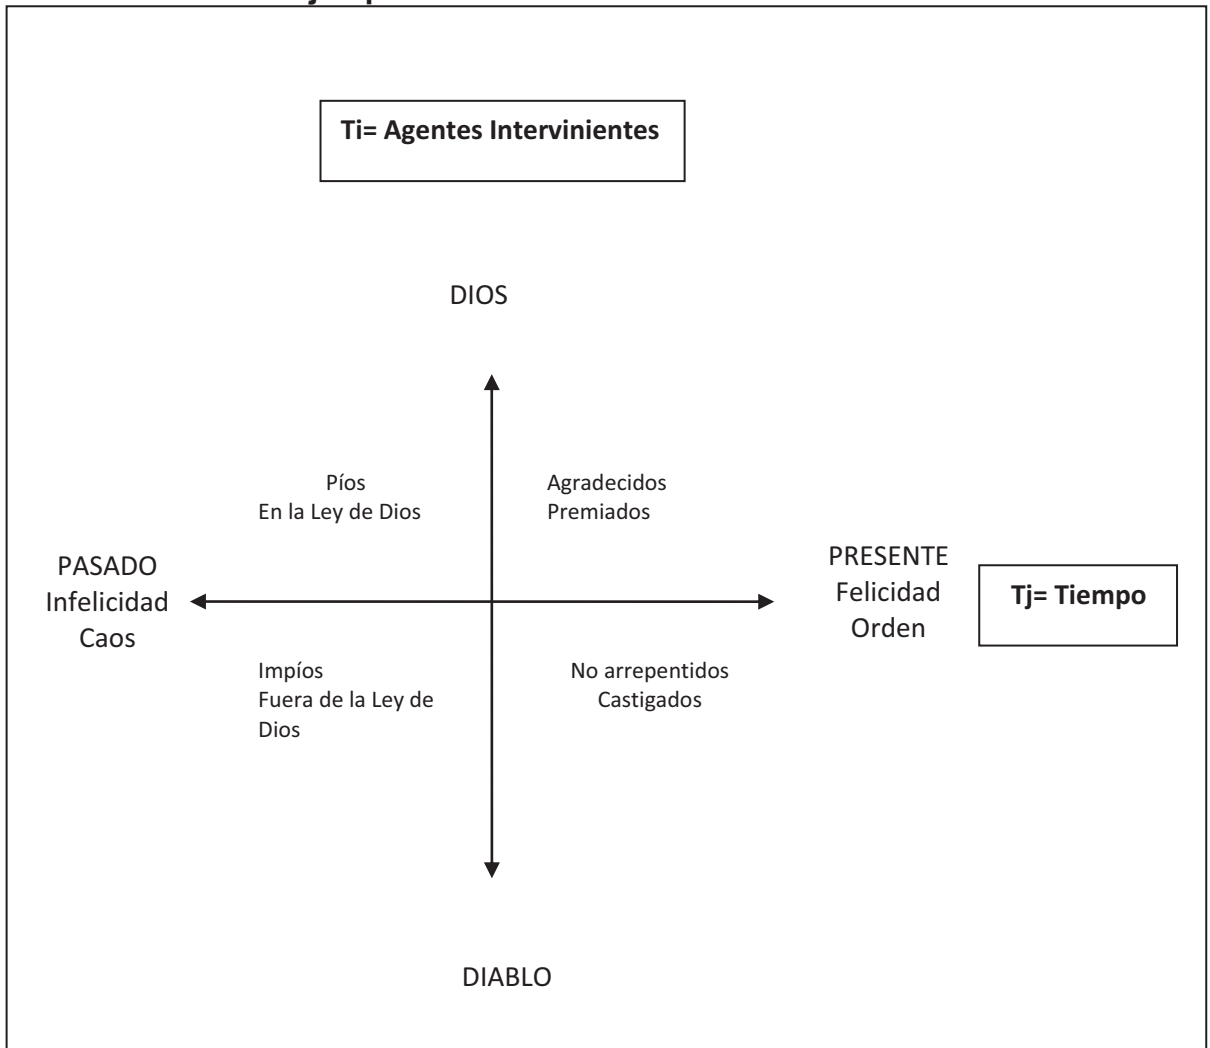 Ti= Agentes Intervinientes
DIOS
Píos
En la Ley de Dios
Agradecidos
Premiados
PASADO
Infelicidad
Caos
PRESENTE
Felicidad
Orden
Tj= Tiempo
Impíos
Fuera de la Ley de
Dios
No arrepentidos
Castigados
DIABLO